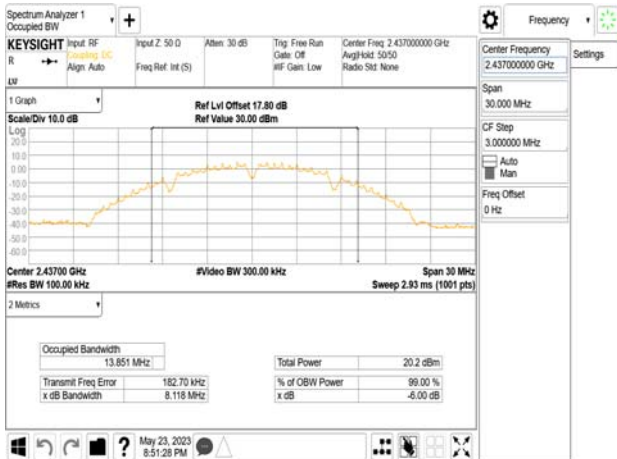 Spectrum Analyzer 1
Occupied BW
+
Frequency
KEYSIGHT Input: RF Input Z: 50 Ω Atten: 30 dB Trig: Free Run Center Freq: 2.437000000 GHz
R Coupling: DC Gate: Off Avg|Hold: 50/50
Align: Auto Freq Ref: Int (S) #IF Gain: Low Radio Std: None
Center Frequency
2.437000000 GHz
Settings
Span
30.000 MHz
CF Step
3.000000 MHz
Auto
Man
Freq Offset
0 Hz
1 Graph
Ref Lvl Offset 17.80 dB
Scale/Div 10.0 dB Ref Value 30.00 dBm
Log
20.0
10.0
0.00
-10.0
-20.0
-30.0
-40.0
-50.0
-60.0
Center 2.43700 GHz #Video BW 300.00 kHz Span 30 MHz
#Res BW 100.00 kHz Sweep 2.93 ms (1001 pts)
2 Metrics
Occupied Bandwidth
13.851 MHz Total Power 20.2 dBm
Transmit Freq Error 182.70 kHz % of OBW Power 99.00 %
x dB Bandwidth 8.118 MHz x dB -6.00 dB
? May 23, 2023
8:51:28 PM